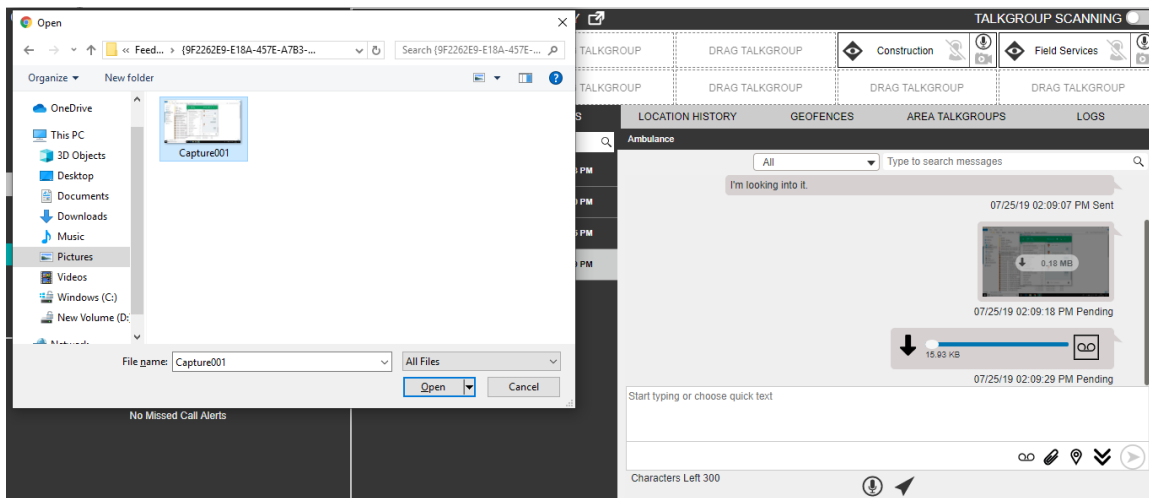 Open
TALKGROUP SCANNING
« Feed... > {9F2262E9-E18A-457E-A7B3-...
Search {9F2262E9-E18A-457E-...
TALKGROUP
DRAG TALKGROUP
Construction
Field Services
Organize
New folder
TALKGROUP
DRAG TALKGROUP
DRAG TALKGROUP
DRAG TALKGROUP
OneDrive
This PC
3D Objects
Desktop
Documents
Downloads
Music
Pictures
Videos
Windows (C:)
New Volume (D:
Network
Capture001
File name: Capture001
All Files
Open
Cancel
No Missed Call Alerts
S
PM
PM
PM
PM
LOCATION HISTORY
GEOFENCES
AREA TALKGROUPS
LOGS
Ambulance
All
Type to search messages
I'm looking into it.
07/25/19 02:09:07 PM Sent
0.18 MB
07/25/19 02:09:18 PM Pending
15.93 KB
07/25/19 02:09:29 PM Pending
Start typing or choose quick text
Characters Left 300